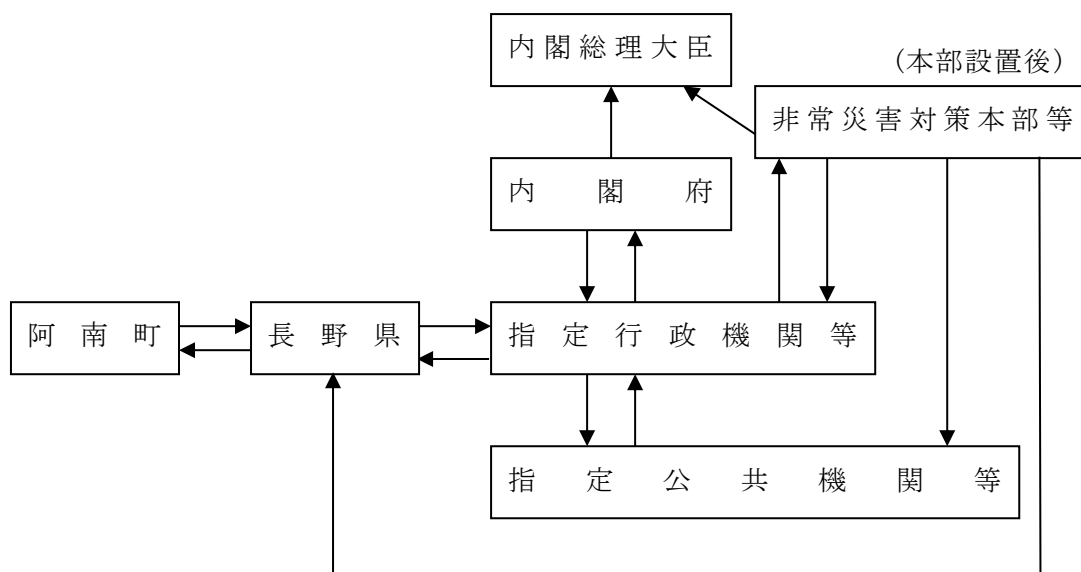 内閣総理大臣
（本部設置後）
非常災害対策本部等
内閣府
阿南町
長野県
指定行政機関等
指定公共機関等